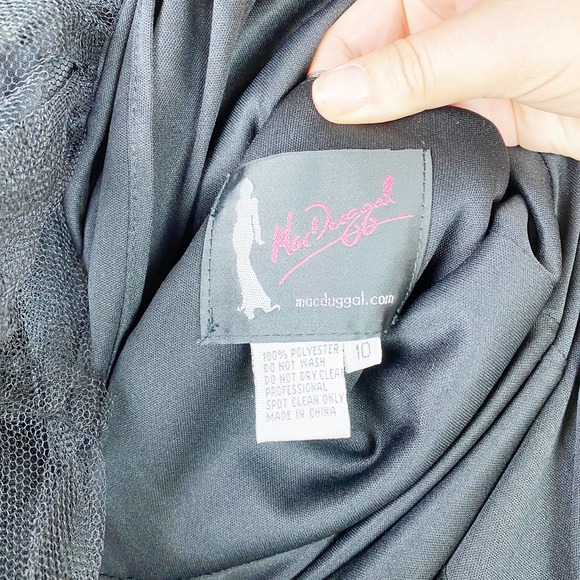 Mac Duggal
macduggal.com
10
100% POLYESTER
DO NOT WASH
DO NOT DRY CLEAN
PROFESSIONAL
SPOT CLEAN ONLY
MADE IN CHINA